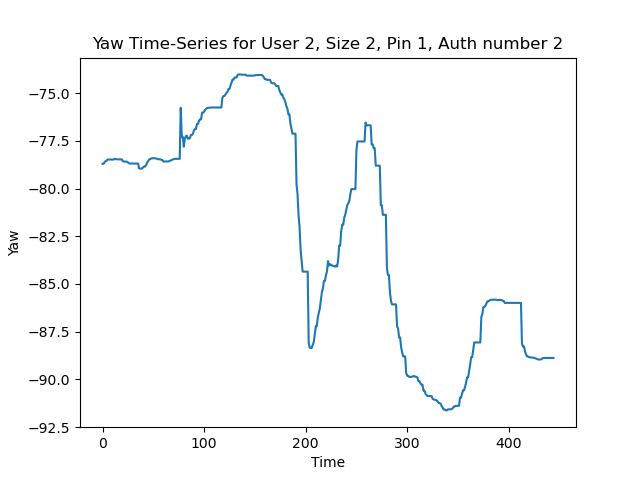 Yaw Time-Series for User 2, Size 2, Pin 1, Auth number 2
Yaw
−75.0
−77.5
−80.0
−82.5
−85.0
−87.5
−90.0
−92.5
0 100 200 300 400
Time